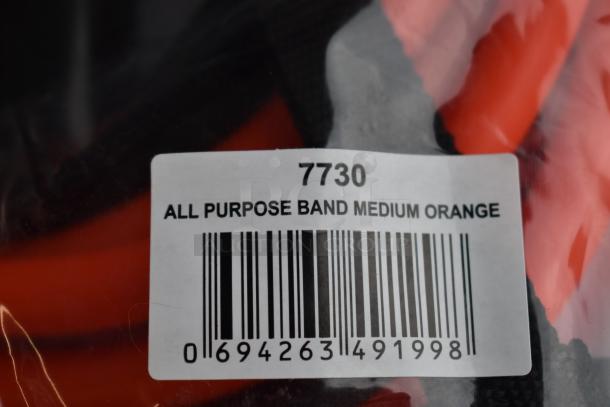 7730
ALL PURPOSE BAND MEDIUM ORANGE
0 694263 491998